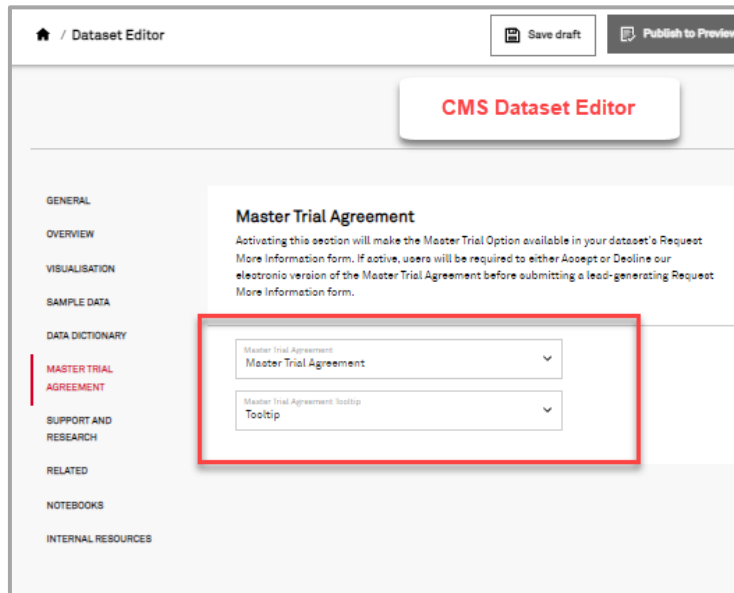 / Dataset Editor
Save draft
Publish to Preview
CMS Dataset Editor
GENERAL
OVERVIEW
VISUALISATION
SAMPLE DATA
DATA DICTIONARY
MASTER TRIAL
AGREEMENT
SUPPORT AND
RESEARCH
RELATED
NOTEBOOKS
INTERNAL RESOURCES
Master Trial Agreement
Activating this section will make the Master Trial Option available in your dataset's Request
More Information form. If active, users will be required to either Accept or Decline our
electronic version of the Master Trial Agreement before submitting a lead-generating Request
More Information form.
Master Trial Agreement
Master Trial Agreement
Master Trial Agreement Tooltip
Tooltip